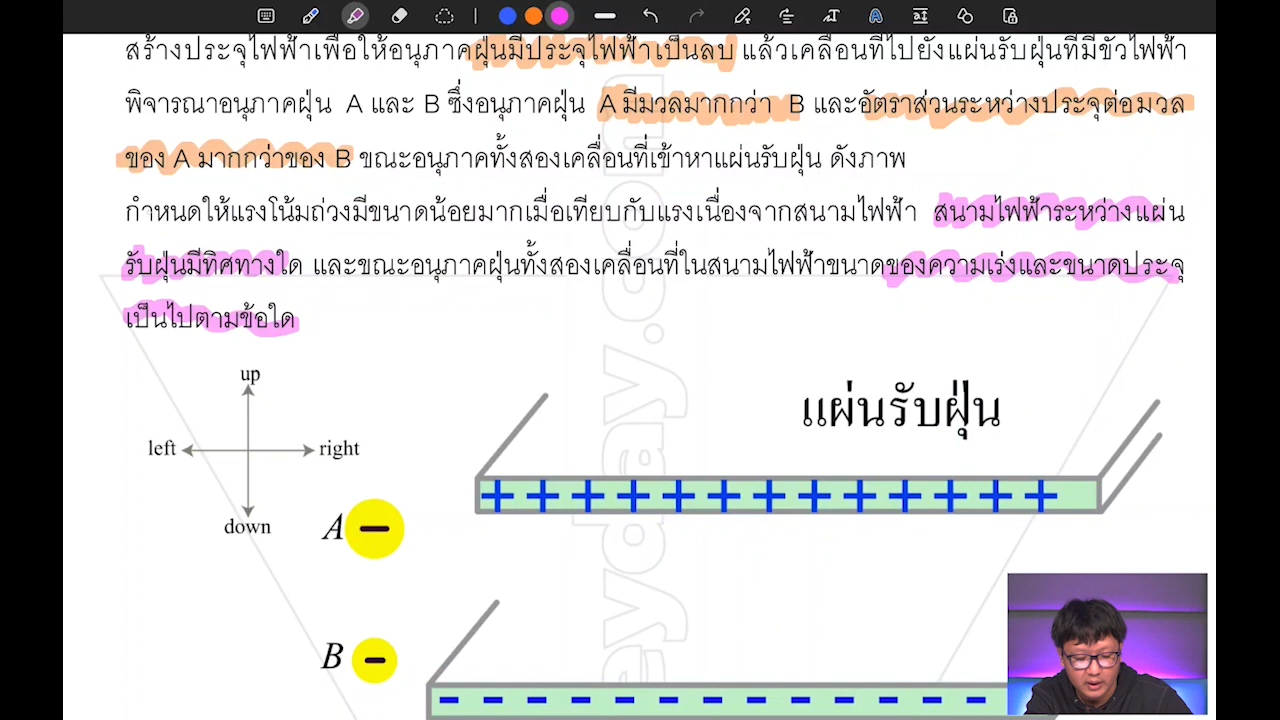 สร้างประจุไฟฟ้าเพื่อให้อนุภาคฝุ่นมีประจุไฟฟ้าเป็นลบ แล้วเคลื่อนที่ไปยังแผ่นรับฝุ่นที่มีขั้วไฟฟ้า
พิจารณาอนุภาคฝุ่น A และ B ซึ่งอนุภาคฝุ่น A มีมวลมากกว่า B และอัตราส่วนระหว่างประจุต่อมวล
ของ A มากกว่าของ B ขณะอนุภาคทั้งสองเคลื่อนที่เข้าหาแผ่นรับฝุ่น ดังภาพ
กำหนดให้แรงโน้มถ่วงมีขนาดน้อยมากเมื่อเทียบกับแรงเนื่องจากสนามไฟฟ้า สนามไฟฟ้าระหว่างแผ่น
รับฝุ่นมีทิศทางใด และขณะอนุภาคฝุ่นทั้งสองเคลื่อนที่ในสนามไฟฟ้าขนาดของความเร่งและขนาดประจุ
เป็นไปตามข้อใด
up
แผ่นรับฝุ่น
left right
+ + + + + + + + + + + + +
down
A −
B −
− − − − − − − − − − − − −